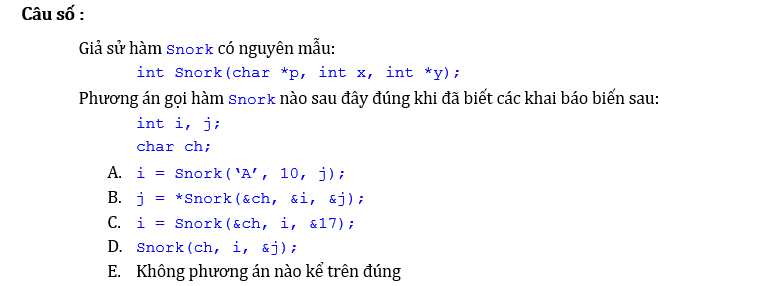 Câu số :
Giả sử hàm Snork có nguyên mẫu:
int Snork(char *p, int x, int *y);
Phương án gọi hàm Snork nào sau đây đúng khi đã biết các khai báo biến sau:
int i, j;
char ch;
A. i = Snork(‘A’, 10, j);
B. j = *Snork(&ch, &i, &j);
C. i = Snork(&ch, i, &17);
D. Snork(ch, i, &j);
E. Không phương án nào kể trên đúng